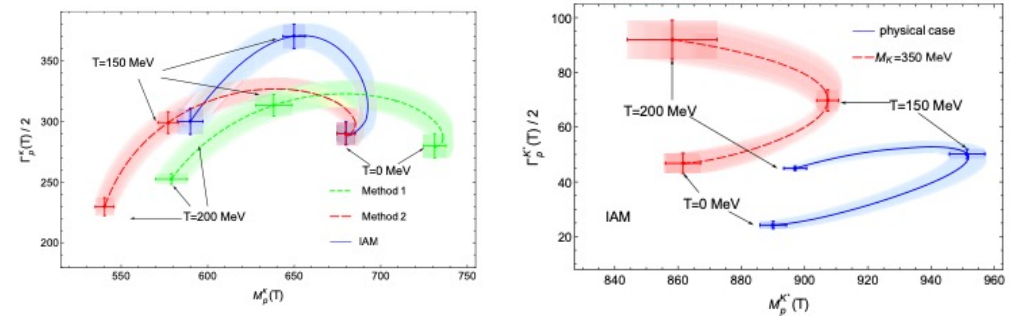 350
300
250
200
Γ_p^κ(T) / 2
T=150 MeV
T=0 MeV
T=200 MeV
Method 1
Method 2
IAM
550
600
650
700
750
M_p^κ(T)
100
80
60
40
20
Γ_p^{K*}(T) / 2
physical case
M_K=350 MeV
T=200 MeV
T=150 MeV
T=0 MeV
IAM
840
860
880
900
920
940
960
M_p^{K*}(T)